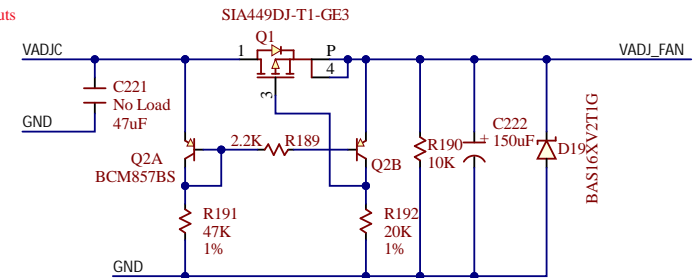 uts
SIA449DJ-T1-GE3
Q1
VADJC
1
P
4
VADJ_FAN
3
C221
No Load
47uF
GND
2.2K
R189
Q2A
BCM857BS
Q2B
R190
10K
C222
+
150uF
D19
BAS16XV2T1G
R191
47K
1%
R192
20K
1%
GND